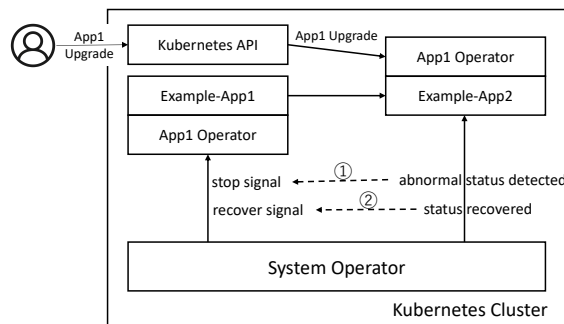 App1
Upgrade
Kubernetes API
App1 Upgrade
App1 Operator
Example-App1
Example-App2
App1 Operator
①
stop signal
abnormal status detected
②
recover signal
status recovered
System Operator
Kubernetes Cluster